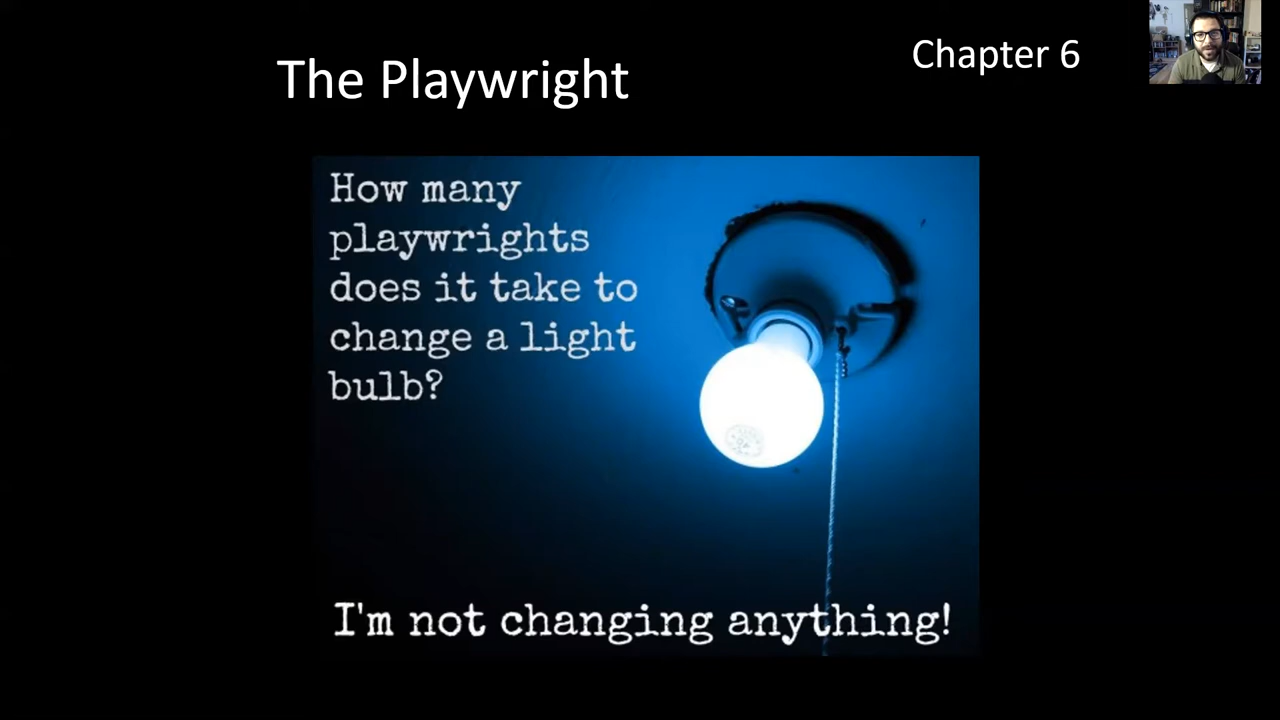 The Playwright
Chapter 6
How many
playwrights
does it take to
change a light
bulb?
I'm not changing anything!